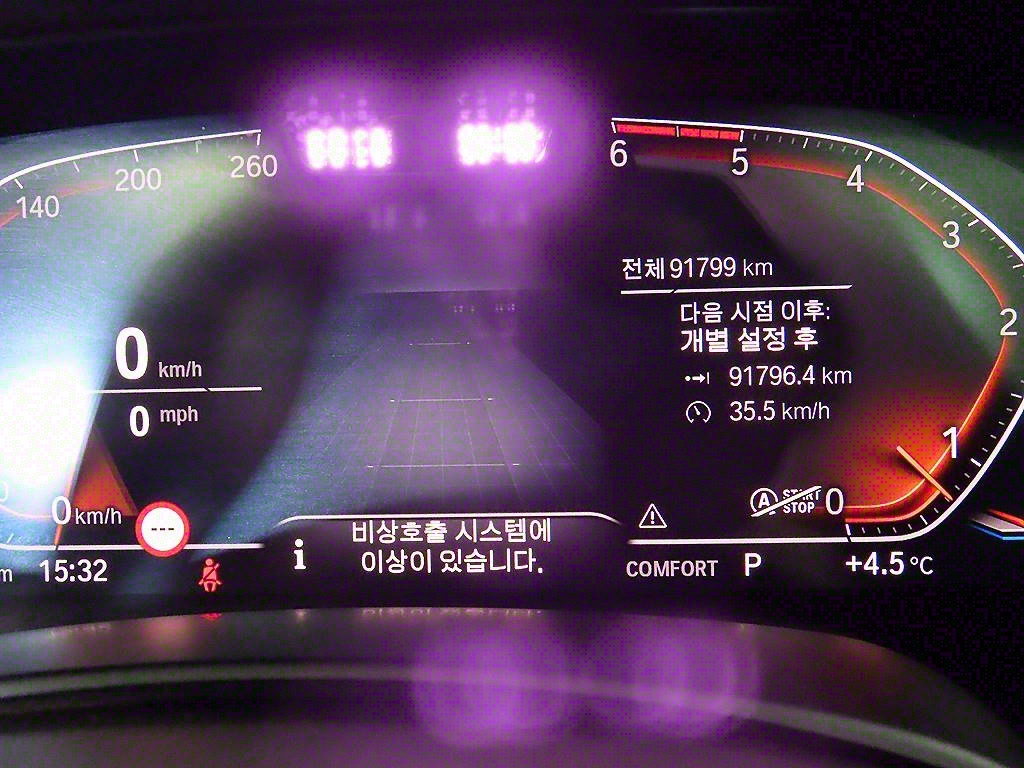 140
200
260
6
5
4
3
2
1
0
전체 91799 km
다음 시점 이후:
개별 설정 후
91796.4 km
35.5 km/h
0 km/h
0 mph
0 km/h
---
A START STOP
비상호출 시스템에
이상이 있습니다.
i
m 15:32
COMFORT P +4.5 °C